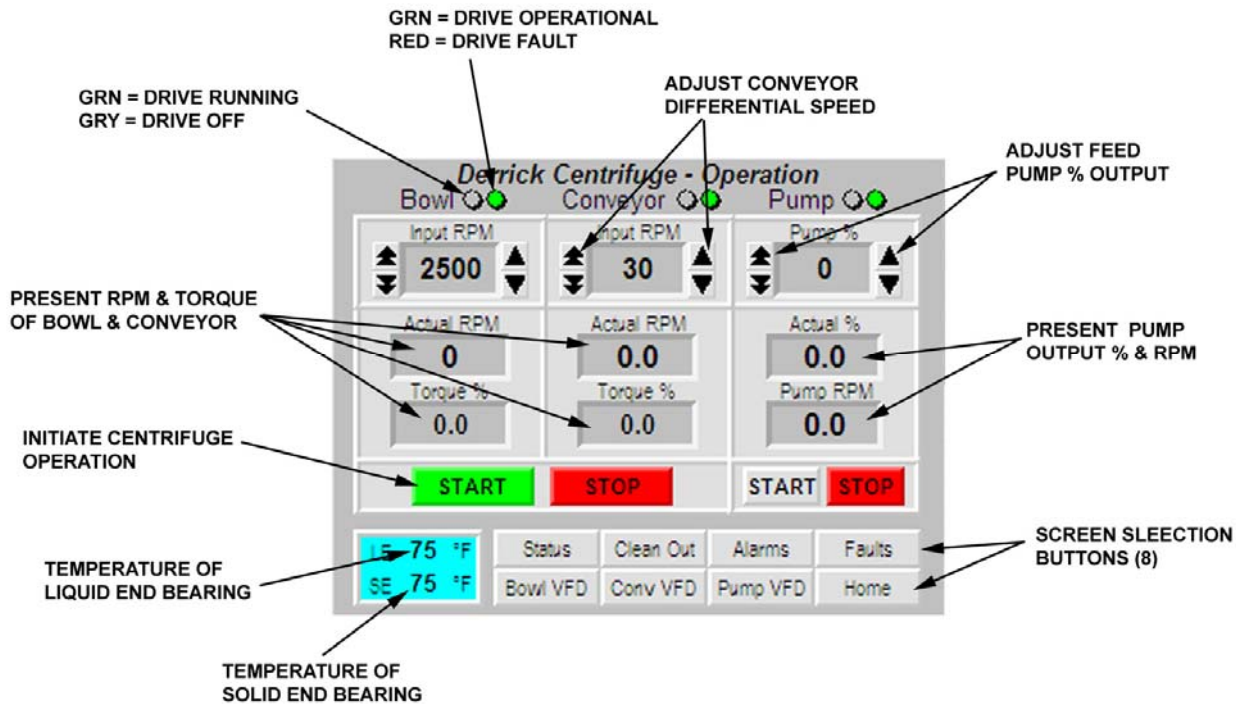 GRN = DRIVE OPERATIONAL
RED = DRIVE FAULT
GRN = DRIVE RUNNING
GRY = DRIVE OFF
ADJUST CONVEYOR
DIFFERENTIAL SPEED
ADJUST FEED
PUMP % OUTPUT
Derrick Centrifuge - Operation
Bowl Conveyor Pump
Input RPM Input RPM Pump %
2500 30 0
PRESENT RPM & TORQUE
OF BOWL & CONVEYOR
Actual RPM Actual RPM Actual %
0 0.0 0.0
Torque % Torque % Pump RPM
0.0 0.0 0.0
PRESENT PUMP
OUTPUT % & RPM
INITIATE CENTRIFUGE
OPERATION
START STOP START STOP
LE 75 °F Status Clean Out Alarms Faults
SE 75 °F Bowl VFD Conv VFD Pump VFD Home
SCREEN SLEECTION
BUTTONS (8)
TEMPERATURE OF
LIQUID END BEARING
TEMPERATURE OF
SOLID END BEARING